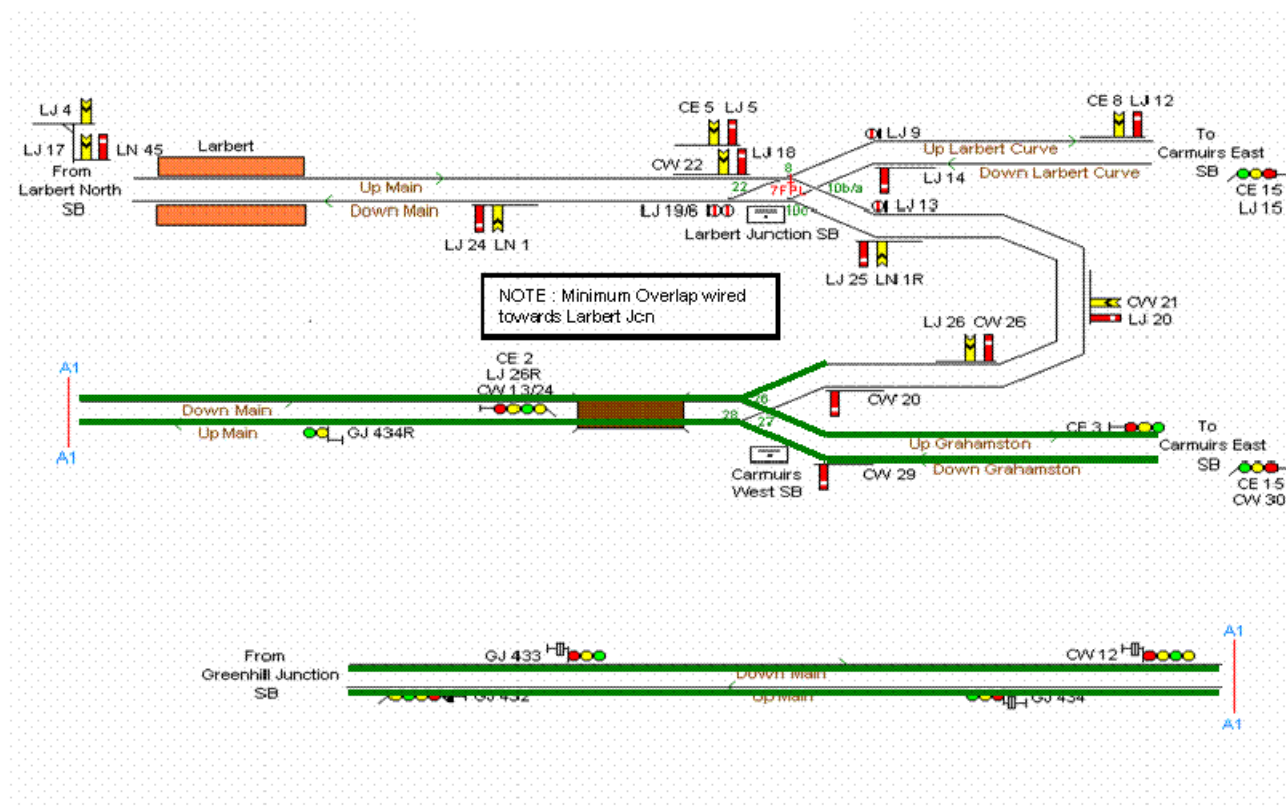 LJ 4
LJ 17
LN 45
From
Larbert North
SB
Larbert
Up Main
Down Main
LJ 24 LN 1
CE 5 LJ 5
CW 22
LJ 18
8
22
7FPL
10b/a
10c
LJ 19/6
Larbert Junction SB
LJ 9
Up Larbert Curve
Down Larbert Curve
LJ 14
LJ 13
CE 8 LJ 12
To
Carmuirs East
SB
CE 15
LJ 15
LJ 25 LN 1R
NOTE : Minimum Overlap wired
towards Larbert Jcn
CW 21
LJ 20
LJ 26 CW 26
A1
A1
CE 2
LJ 26R
CW 13/24
Down Main
Up Main
GJ 434R
26
28
27
CW 20
Up Grahamston
Down Grahamston
CE 3
To
Carmuirs East
SB
CE 15
CW 30
Carmuirs
West SB
CW 29
From
Greenhill Junction
SB
GJ 433
Down Main
Up Main
GJ 432
GJ 434
CW 12
A1
A1